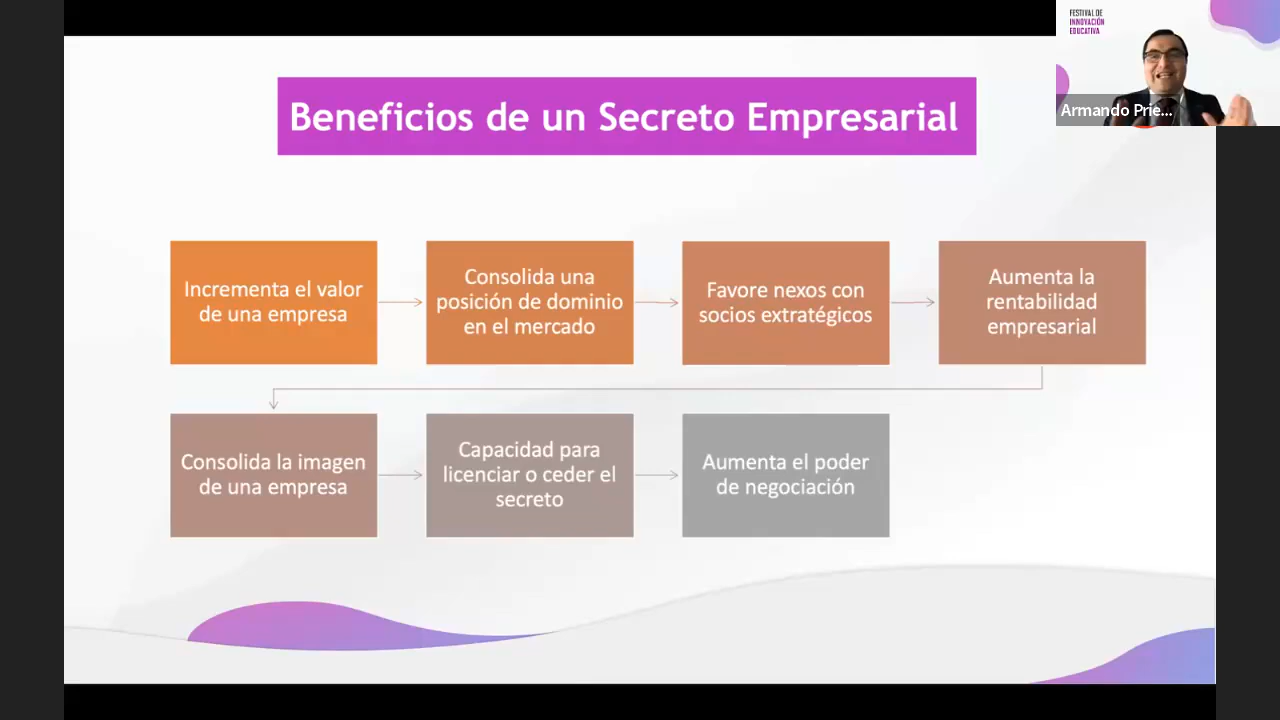 FESTIVAL DE
INNOVACIÓN
EDUCATIVA
Armando Prie...
Beneficios de un Secreto Empresarial
Incrementa el valor
de una empresa
Consolida una
posición de dominio
en el mercado
Favore nexos con
socios extratégicos
Aumenta la
rentabilidad
empresarial
Consolida la imagen
de una empresa
Capacidad para
licenciar o ceder el
secreto
Aumenta el poder
de negociación